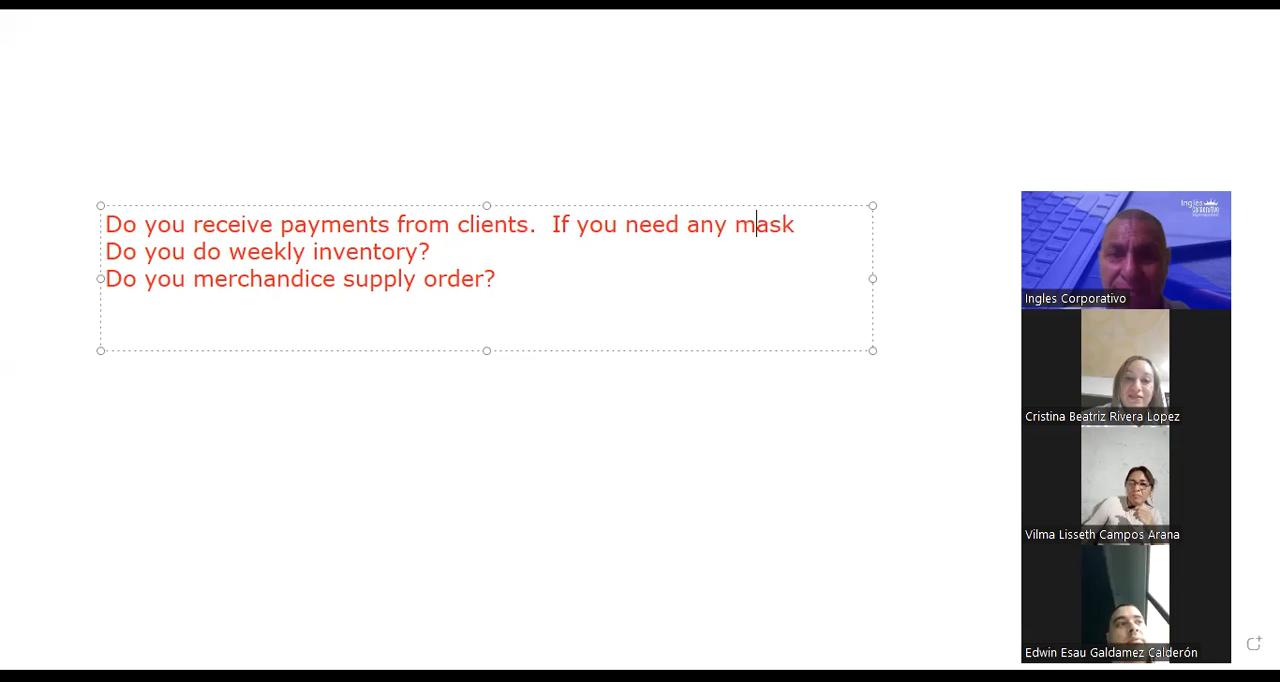 Do you receive payments from clients.  If you need any mask
Do you do weekly inventory?
Do you merchandice supply order?
Ingles
Ingles Corporativo
Cristina Beatriz Rivera Lopez
Vilma Lisseth Campos Arana
Edwin Esau Galdamez Calderón